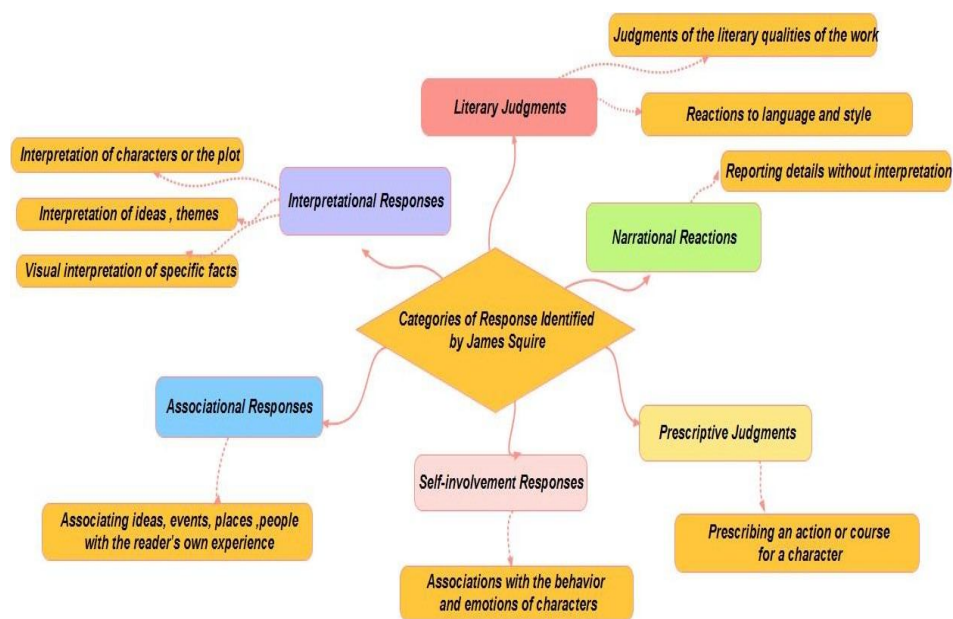 Judgments of the literary qualities of the work
Literary Judgments
Reactions to language and style
Interpretation of characters or the plot
Reporting details without interpretation
Interpretational Responses
Interpretation of ideas , themes
Narrational Reactions
Visual interpretation of specific facts
Categories of Response Identified
by James Squire
Associational Responses
Prescriptive Judgments
Self-involvement Responses
Associating ideas, events, places ,people
with the reader's own experience
Prescribing an action or course
for a character
Associations with the behavior
and emotions of characters